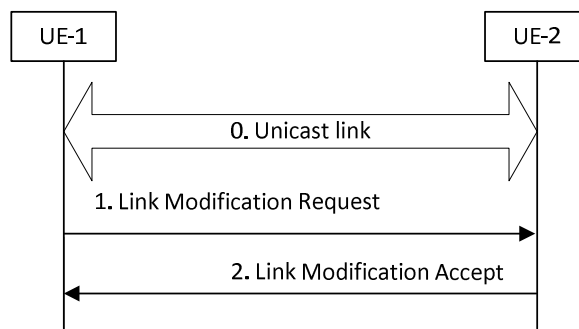 UE-1
UE-2
0. Unicast link
1. Link Modification Request
2. Link Modification Accept